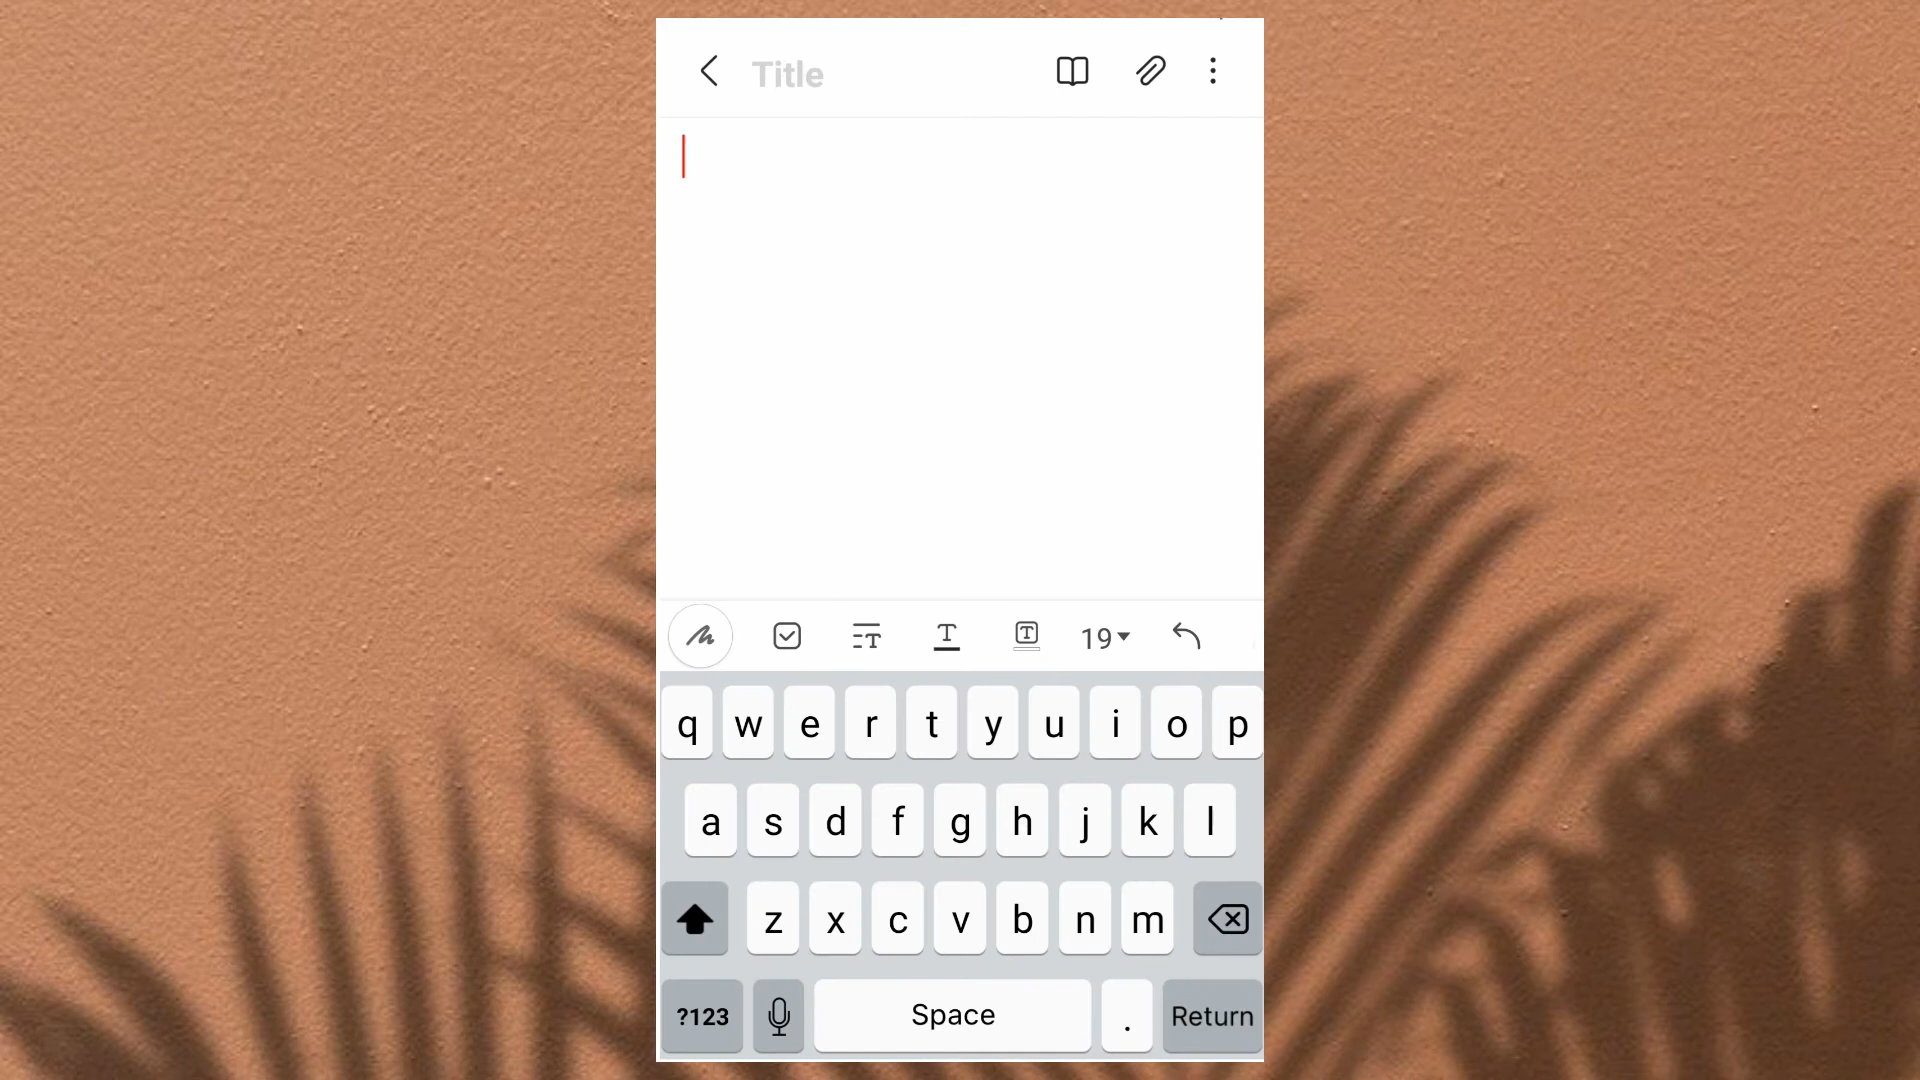 Title
19
q w e r t y u i o p
a s d f g h j k l
z x c v b n m
?123 Space . Return